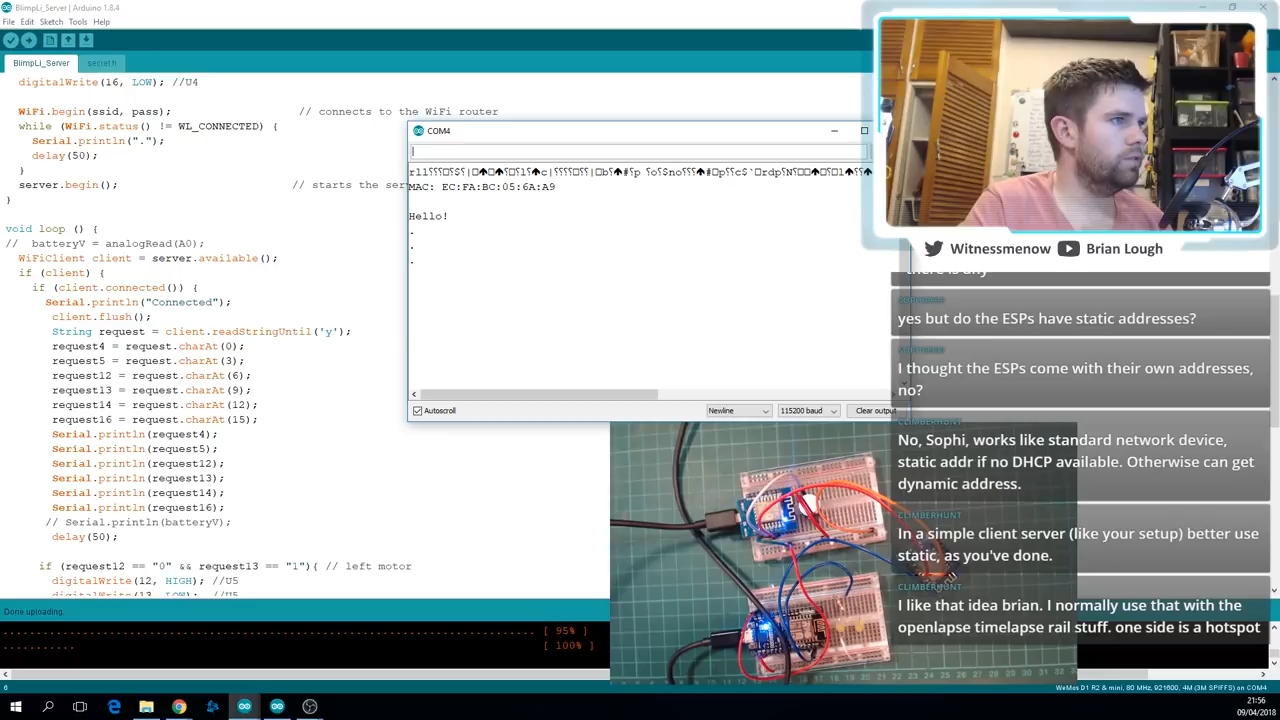 BlimpLi_Server | Arduino 1.8.4
File Edit Sketch Tools Help
BlimpLi_Server secret.h
digitalWrite(16, LOW); //U4
WiFi.begin(ssid, pass); // connects to the WiFi router
while (WiFi.status() != WL_CONNECTED) {
Serial.println(".");
delay(50);
}
server.begin(); // starts the ser
}
void loop () {
// batteryV = analogRead(A0);
WiFiClient client = server.available();
if (client) {
if (client.connected()) {
Serial.println("Connected");
client.flush();
String request = client.readStringUntil('y');
request4 = request.charAt(0);
request5 = request.charAt(3);
request12 = request.charAt(6);
request13 = request.charAt(9);
request14 = request.charAt(12);
request16 = request.charAt(15);
Serial.println(request4);
Serial.println(request5);
Serial.println(request12);
Serial.println(request13);
Serial.println(request14);
Serial.println(request16);
// Serial.println(batteryV);
delay(50);
if (request12 == "0" && request13 == "1"){ // left motor
digitalWrite(12, HIGH); //U5
digitalWrite(13, LOW); //U5
Done uploading.
[ 95% ]
[ 100% ]
6
WeMos D1 R2 & mini, 80 MHz, 921600, 4M (3M SPIFFS) on COM4
COM4
MAC: EC:FA:BC:05:6A:A9
Hello!
.
.
.
Autoscroll
Newline
115200 baud
Clear output
Witnessmenow Brian Lough
there is any
yes but do the ESPs have static addresses?
I thought the ESPs come with their own addresses,
no?
CLIMBERHUNT
No, Sophi, works like standard network device,
static addr if no DHCP available. Otherwise can get
dynamic address.
CLIMBERHUNT
In a simple client server (like your setup) better use
static, as you've done.
CLIMBERHUNT
I like that idea brian. I normally use that with the
openlapse timelapse rail stuff. one side is a hotspot
21:56
09/04/2018